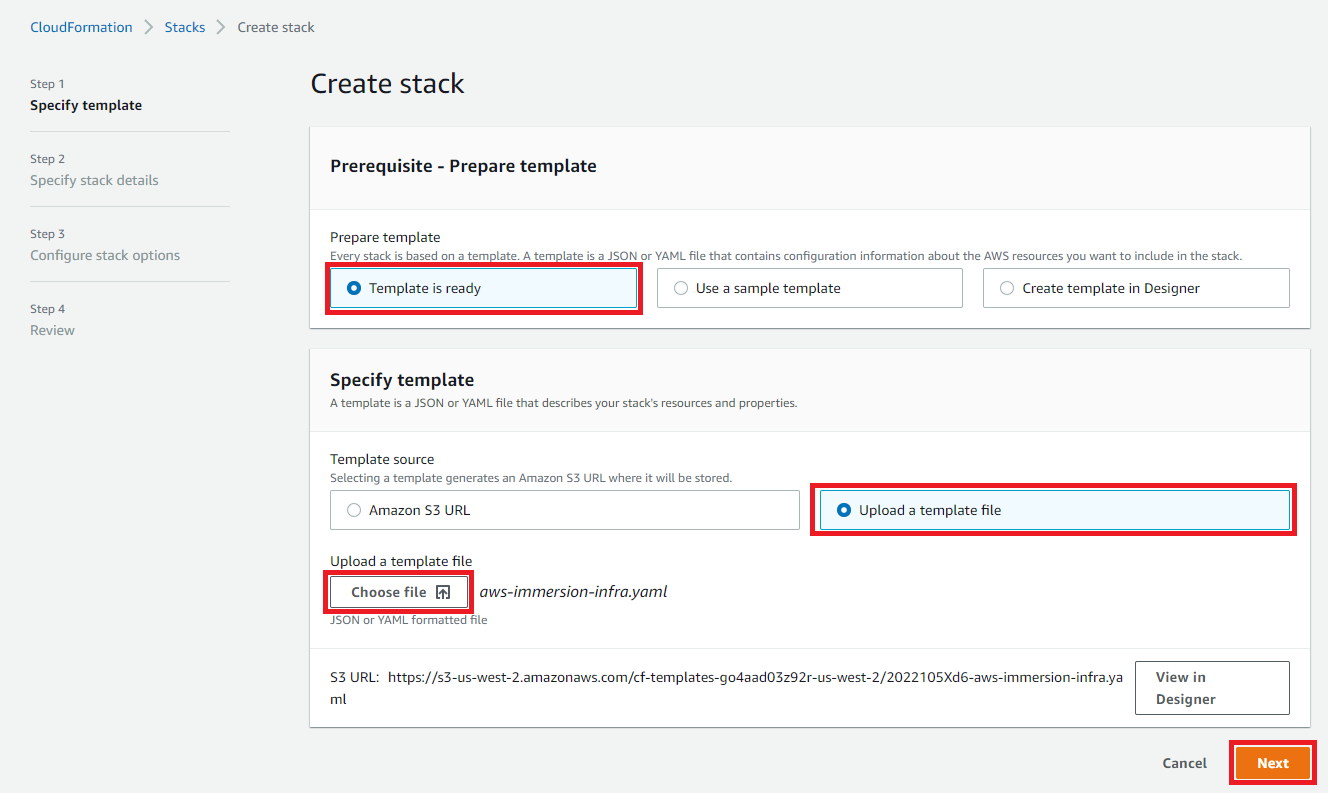 CloudFormation > Stacks > Create stack
Step 1
Specify template
Step 2
Specify stack details
Step 3
Configure stack options
Step 4
Review
Create stack
Prerequisite - Prepare template
Prepare template
Every stack is based on a template. A template is a JSON or YAML file that contains configuration information about the AWS resources you want to include in the stack.
Template is ready
Use a sample template
Create template in Designer
Specify template
A template is a JSON or YAML file that describes your stack's resources and properties.
Template source
Selecting a template generates an Amazon S3 URL where it will be stored.
Amazon S3 URL
Upload a template file
Upload a template file
Choose file aws-immersion-infra.yaml
JSON or YAML formatted file
S3 URL: https://s3-us-west-2.amazonaws.com/cf-templates-go4aad03z92r-us-west-2/2022105Xd6-aws-immersion-infra.ya
ml
View in
Designer
Cancel
Next